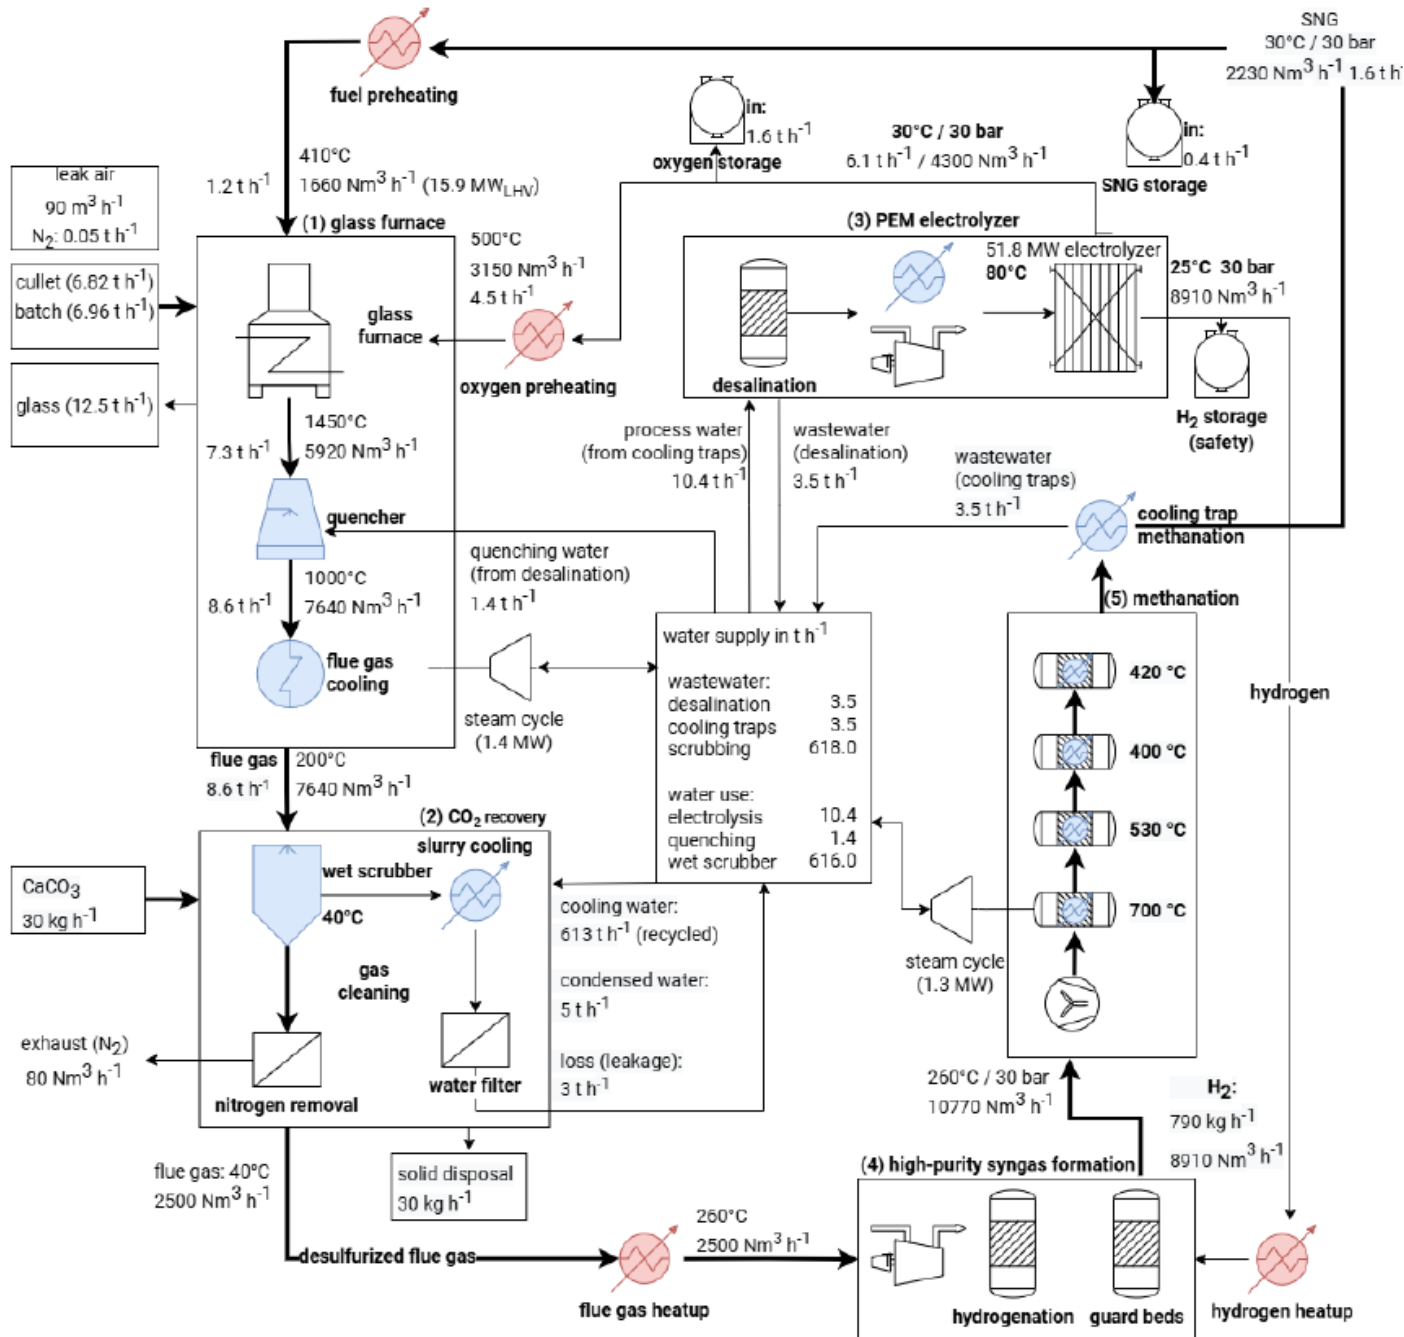 SNG
30°C / 30 bar
2230 Nm³ h⁻¹ 1.6 t h⁻
fuel preheating
in:
1.6 t h⁻¹
oxygen storage
30°C / 30 bar
6.1 t h⁻¹ / 4300 Nm³ h⁻¹
in:
0.4 t h⁻¹
SNG storage
leak air
90 m³ h⁻¹
N₂: 0.05 t h⁻¹
1.2 t h⁻¹
410°C
1660 Nm³ h⁻¹ (15.9 MW_LHV)
(1) glass furnace
cullet (6.82 t h⁻¹)
batch (6.96 t h⁻¹)
glass (12.5 t h⁻¹)
500°C
3150 Nm³ h⁻¹
4.5 t h⁻¹
glass
furnace
oxygen preheating
(3) PEM electrolyzer
51.8 MW electrolyzer
80°C
desalination
25°C 30 bar
8910 Nm³ h⁻¹
H₂ storage
(safety)
1450°C
5920 Nm³ h⁻¹
7.3 t h⁻¹
quencher
1000°C
7640 Nm³ h⁻¹
8.6 t h⁻¹
flue gas
cooling
process water
(from cooling traps)
10.4 t h⁻¹
wastewater
(desalination)
3.5 t h⁻¹
wastewater
(cooling traps)
3.5 t h⁻¹
cooling trap
methanation
quenching water
(from desalination)
1.4 t h⁻¹
steam cycle
(1.4 MW)
water supply in t h⁻¹
wastewater:
desalination 3.5
cooling traps 3.5
scrubbing 618.0
water use:
electrolysis 10.4
quenching 1.4
wet scrubber 616.0
(5) methanation
420 °C
400 °C
530 °C
700 °C
hydrogen
steam cycle
(1.3 MW)
flue gas
8.6 t h⁻¹
200°C
7640 Nm³ h⁻¹
(2) CO₂ recovery
slurry cooling
wet scrubber
40°C
CaCO₃
30 kg h⁻¹
gas
cleaning
cooling water:
613 t h⁻¹ (recycled)
condensed water:
5 t h⁻¹
loss (leakage):
3 t h⁻¹
exhaust (N₂)
80 Nm³ h⁻¹
nitrogen removal
water filter
260°C / 30 bar
10770 Nm³ h⁻¹
H₂:
790 kg h⁻¹
8910 Nm³ h⁻¹
flue gas: 40°C
2500 Nm³ h⁻¹
solid disposal
30 kg h⁻¹
desulfurized flue gas
flue gas heatup
260°C
2500 Nm³ h⁻¹
(4) high-purity syngas formation
hydrogenation
guard beds
hydrogen heatup